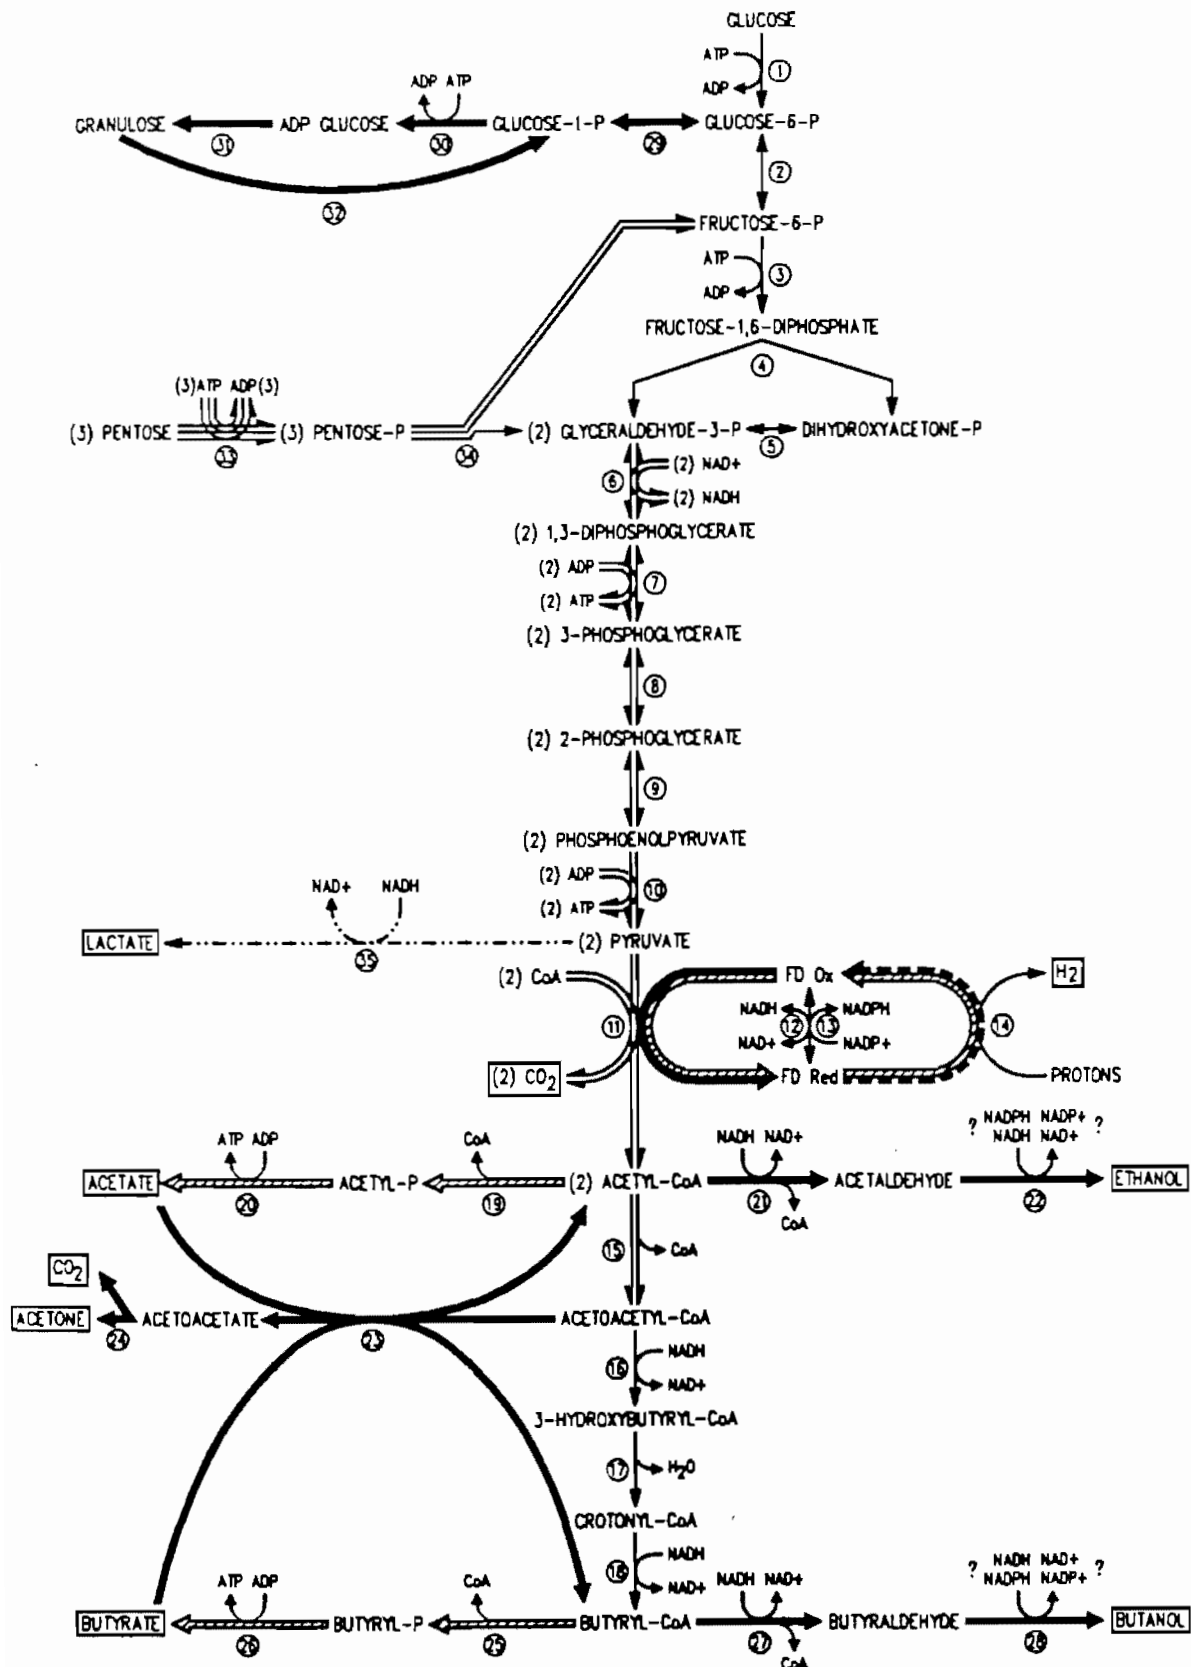 GLUCOSE
ATP
①
ADP
ADP ATP
GRANULOSE ADP GLUCOSE GLUCOSE-1-P GLUCOSE-6-P
31 30 29
②
32
FRUCTOSE-6-P
ATP
③
ADP
FRUCTOSE-1,6-DIPHOSPHATE
④
(3)ATP ADP(3)
(3) PENTOSE (3) PENTOSE-P (2) GLYCERALDEHYDE-3-P DIHYDROXYACETONE-P
33 34 ⑤
(2) NAD+
⑥
(2) NADH
(2) 1,3-DIPHOSPHOGLYCERATE
(2) ADP
⑦
(2) ATP
(2) 3-PHOSPHOGLYCERATE
⑧
(2) 2-PHOSPHOGLYCERATE
⑨
(2) PHOSPHOENOLPYRUVATE
(2) ADP
⑩
(2) ATP
NAD+ NADH
LACTATE (2) PYRUVATE
35
(2) CoA FD Ox H2
NADH NADPH
⑪ ⑫ ⑬ ⑭
NAD+ NADP+
(2) CO2 FD Red PROTONS
ATP ADP CoA NADH NAD+ ? NADPH NADP+ ?
NADH NAD+
ACETATE ACETYL-P (2) ACETYL-CoA ACETALDEHYDE ETHANOL
20 19 21 22
CoA
15 CoA
CO2
ACETONE ACETOACETATE ACETOACETYL-CoA
24 23
NADH
16
NAD+
3-HYDROXYBUTYRYL-CoA
17 H2O
CROTONYL-CoA
NADH
18
NAD+
ATP ADP CoA NADH NAD+ ? NADH NAD+ ?
NADPH NADP+
BUTYRATE BUTYRYL-P BUTYRYL-CoA BUTYRALDEHYDE BUTANOL
26 25 27 28
CoA